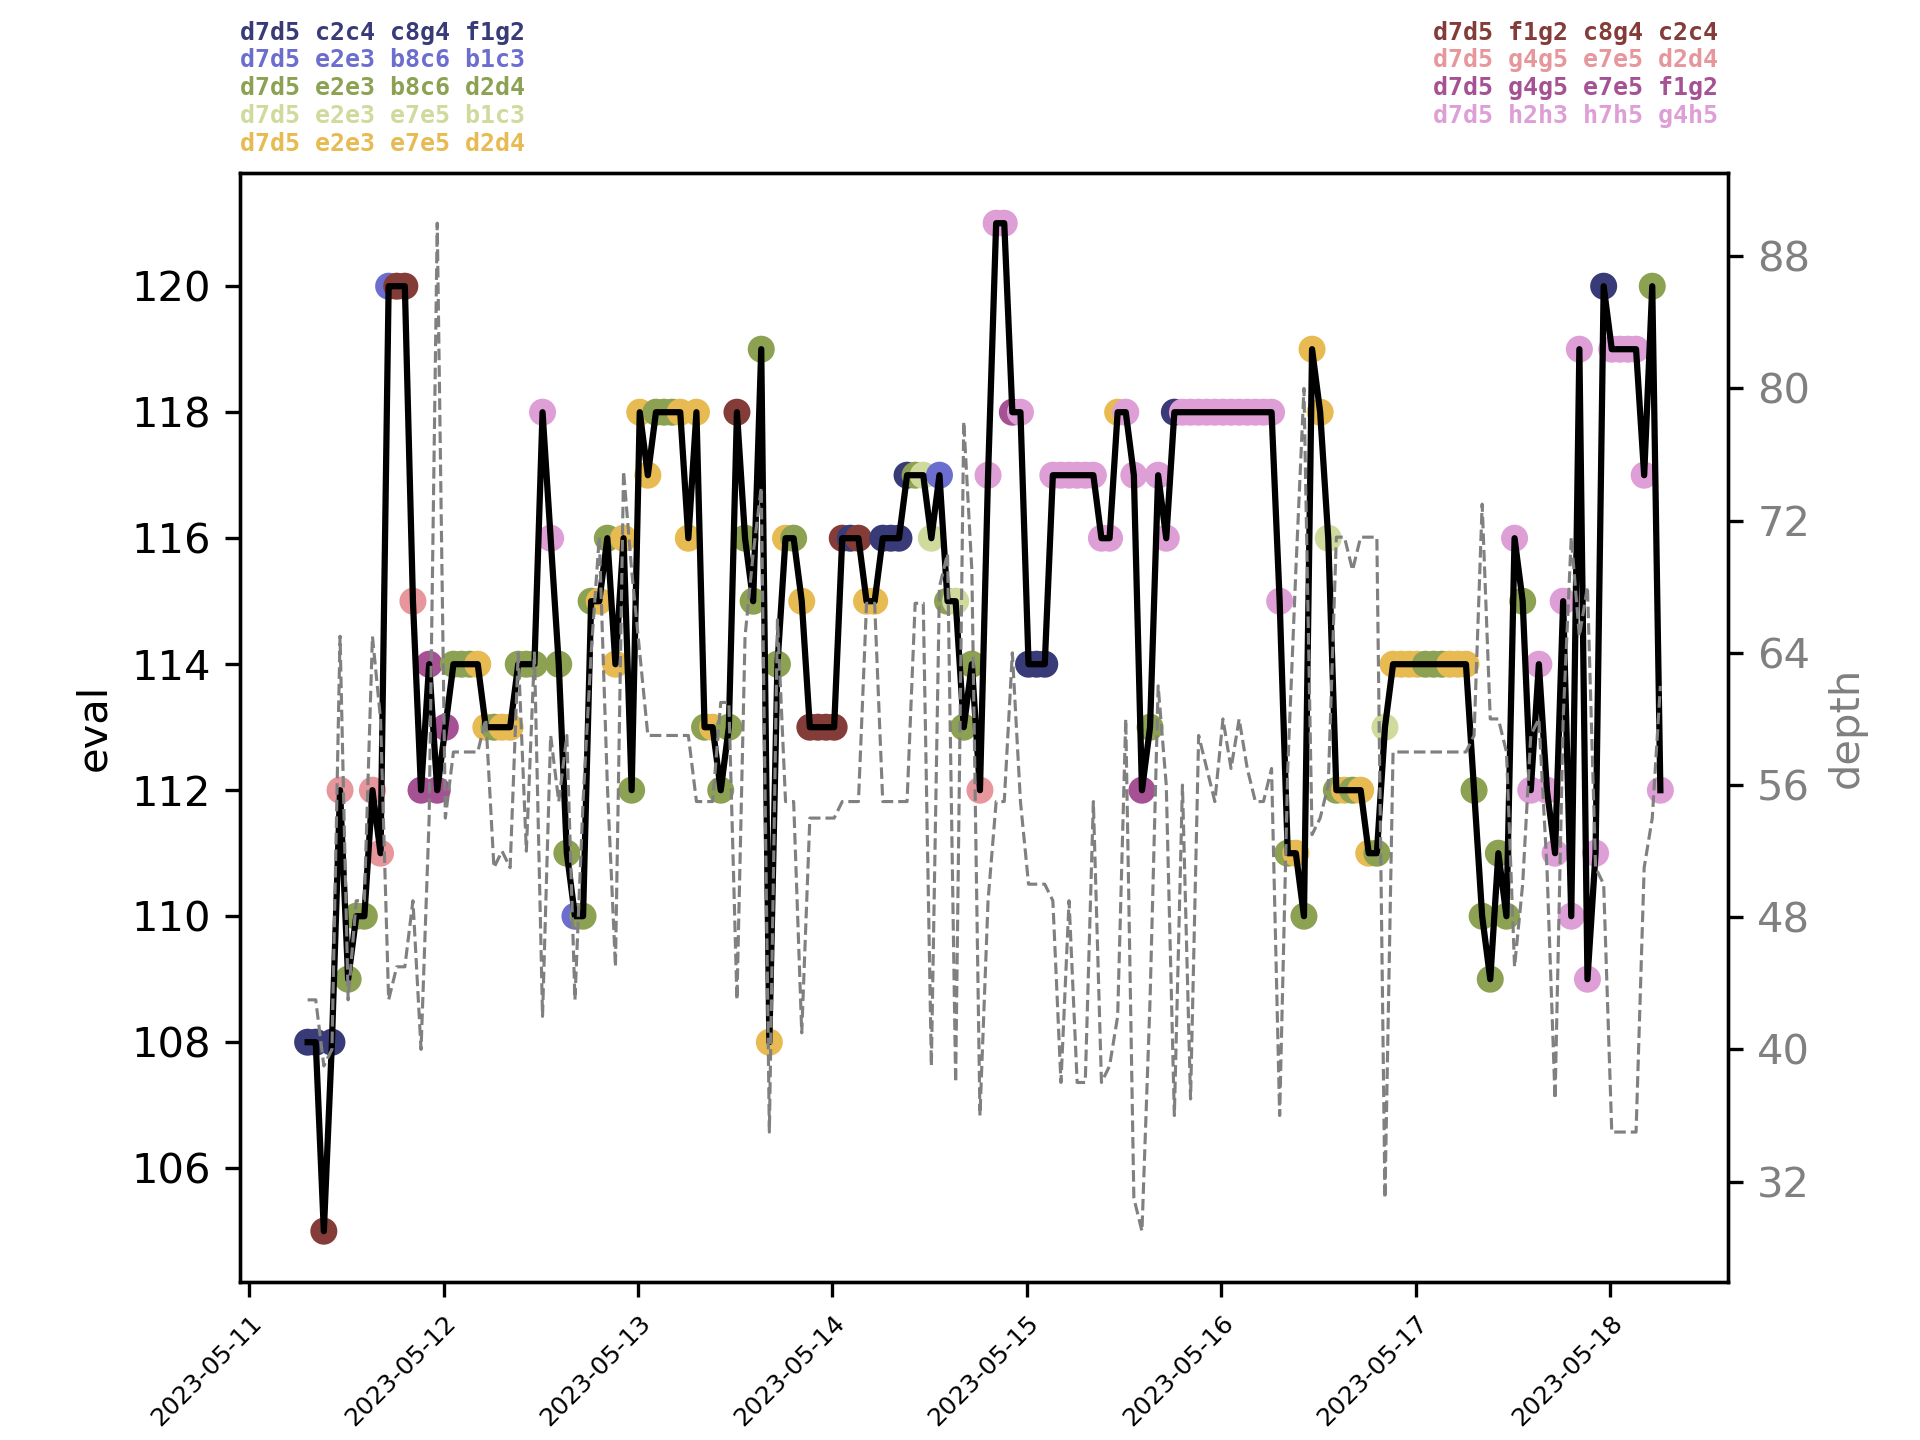 d7d5 c2c4 c8g4 f1g2
d7d5 e2e3 b8c6 b1c3
d7d5 e2e3 b8c6 d2d4
d7d5 e2e3 e7e5 b1c3
d7d5 e2e3 e7e5 d2d4
d7d5 f1g2 c8g4 c2c4
d7d5 g4g5 e7e5 d2d4
d7d5 g4g5 e7e5 f1g2
d7d5 h2h3 h7h5 g4h5
eval
120
118
116
114
112
110
108
106
depth
88
80
72
64
56
48
40
32
2023-05-11
2023-05-12
2023-05-13
2023-05-14
2023-05-15
2023-05-16
2023-05-17
2023-05-18